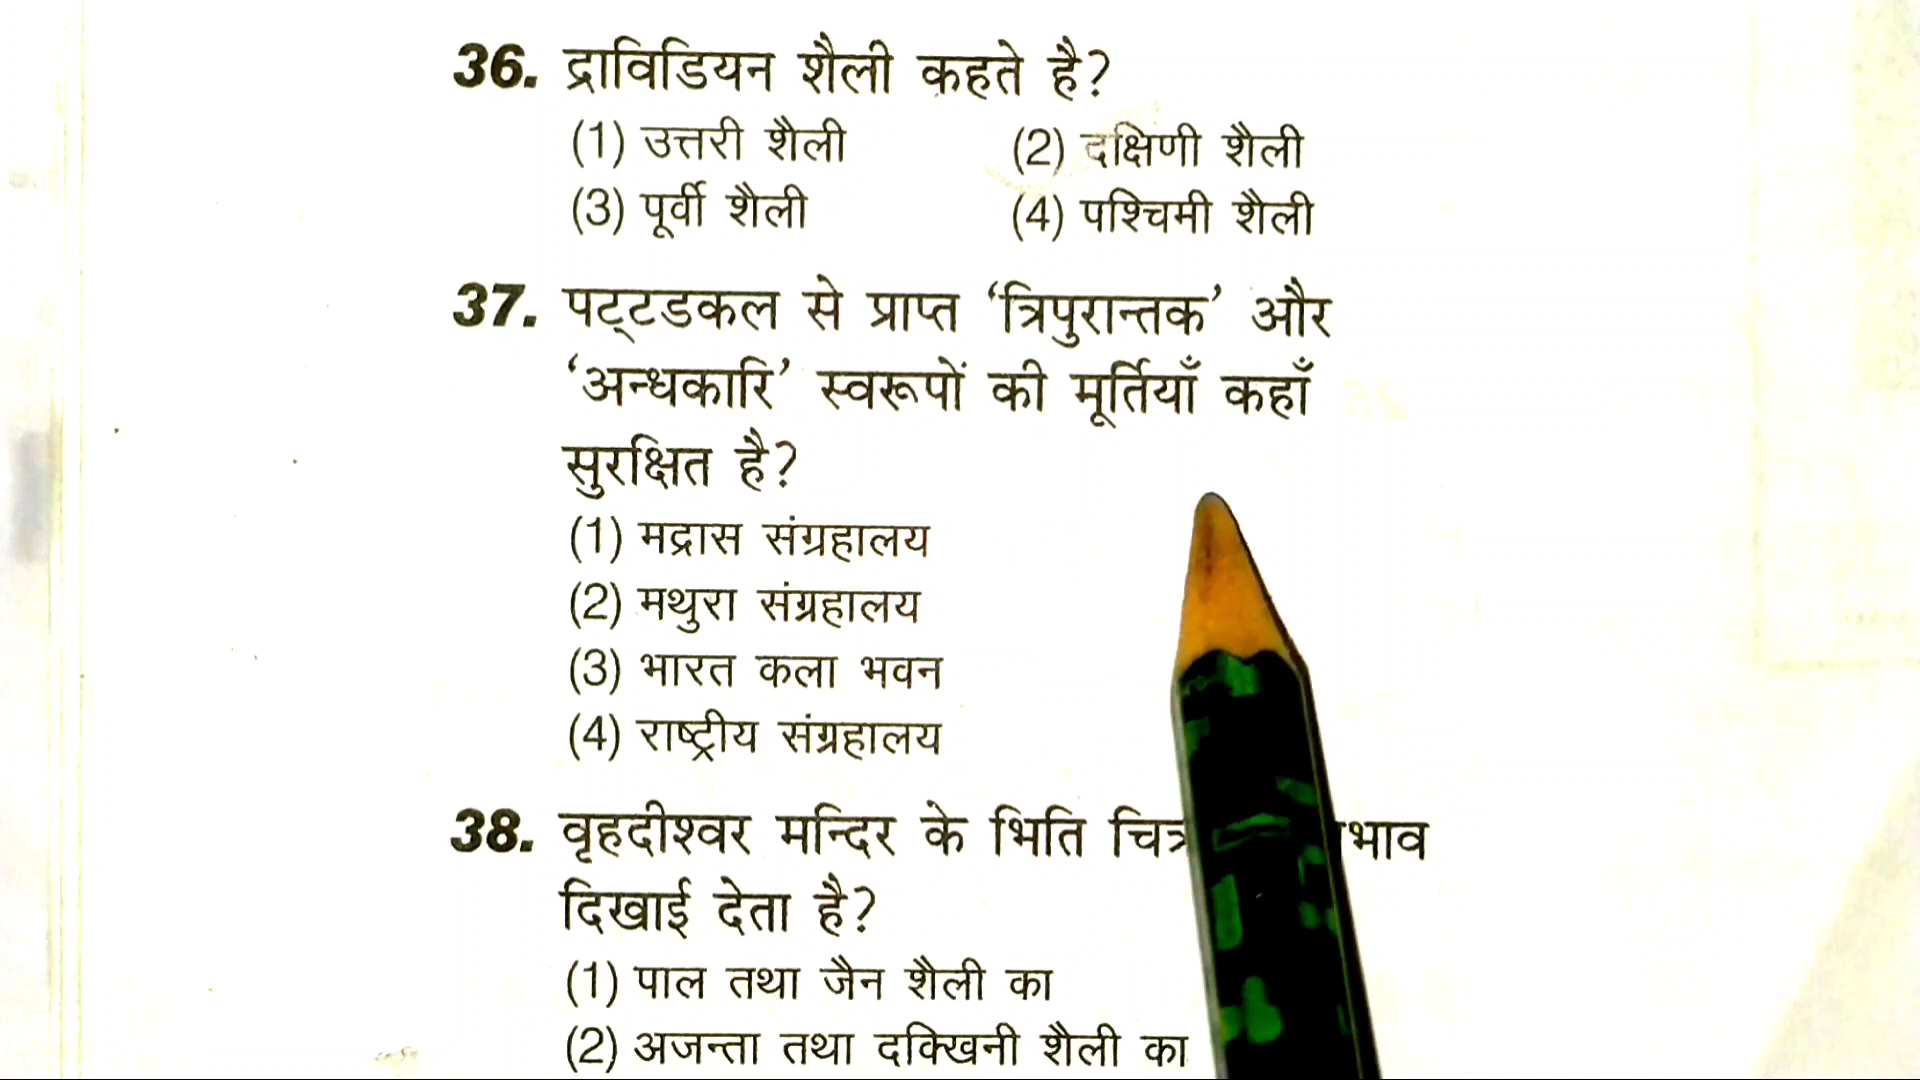 36. द्राविडियन शैली कहते है?
(1) उत्तरी शैली (2) दक्षिणी शैली
(3) पूर्वी शैली (4) पश्चिमी शैली
37. पट्टडकल से प्राप्त ‘त्रिपुरान्तक’ और
‘अन्धकारि’ स्वरूपों की मूर्तियाँ कहाँ
सुरक्षित है?
(1) मद्रास संग्रहालय
(2) मथुरा संग्रहालय
(3) भारत कला भवन
(4) राष्ट्रीय संग्रहालय
38. वृहदीश्वर मन्दिर के भिति
दिखाई देता है?
(1) पाल तथा जैन शैली का
(2) अजन्ता तथा दक्खिनी शैली का